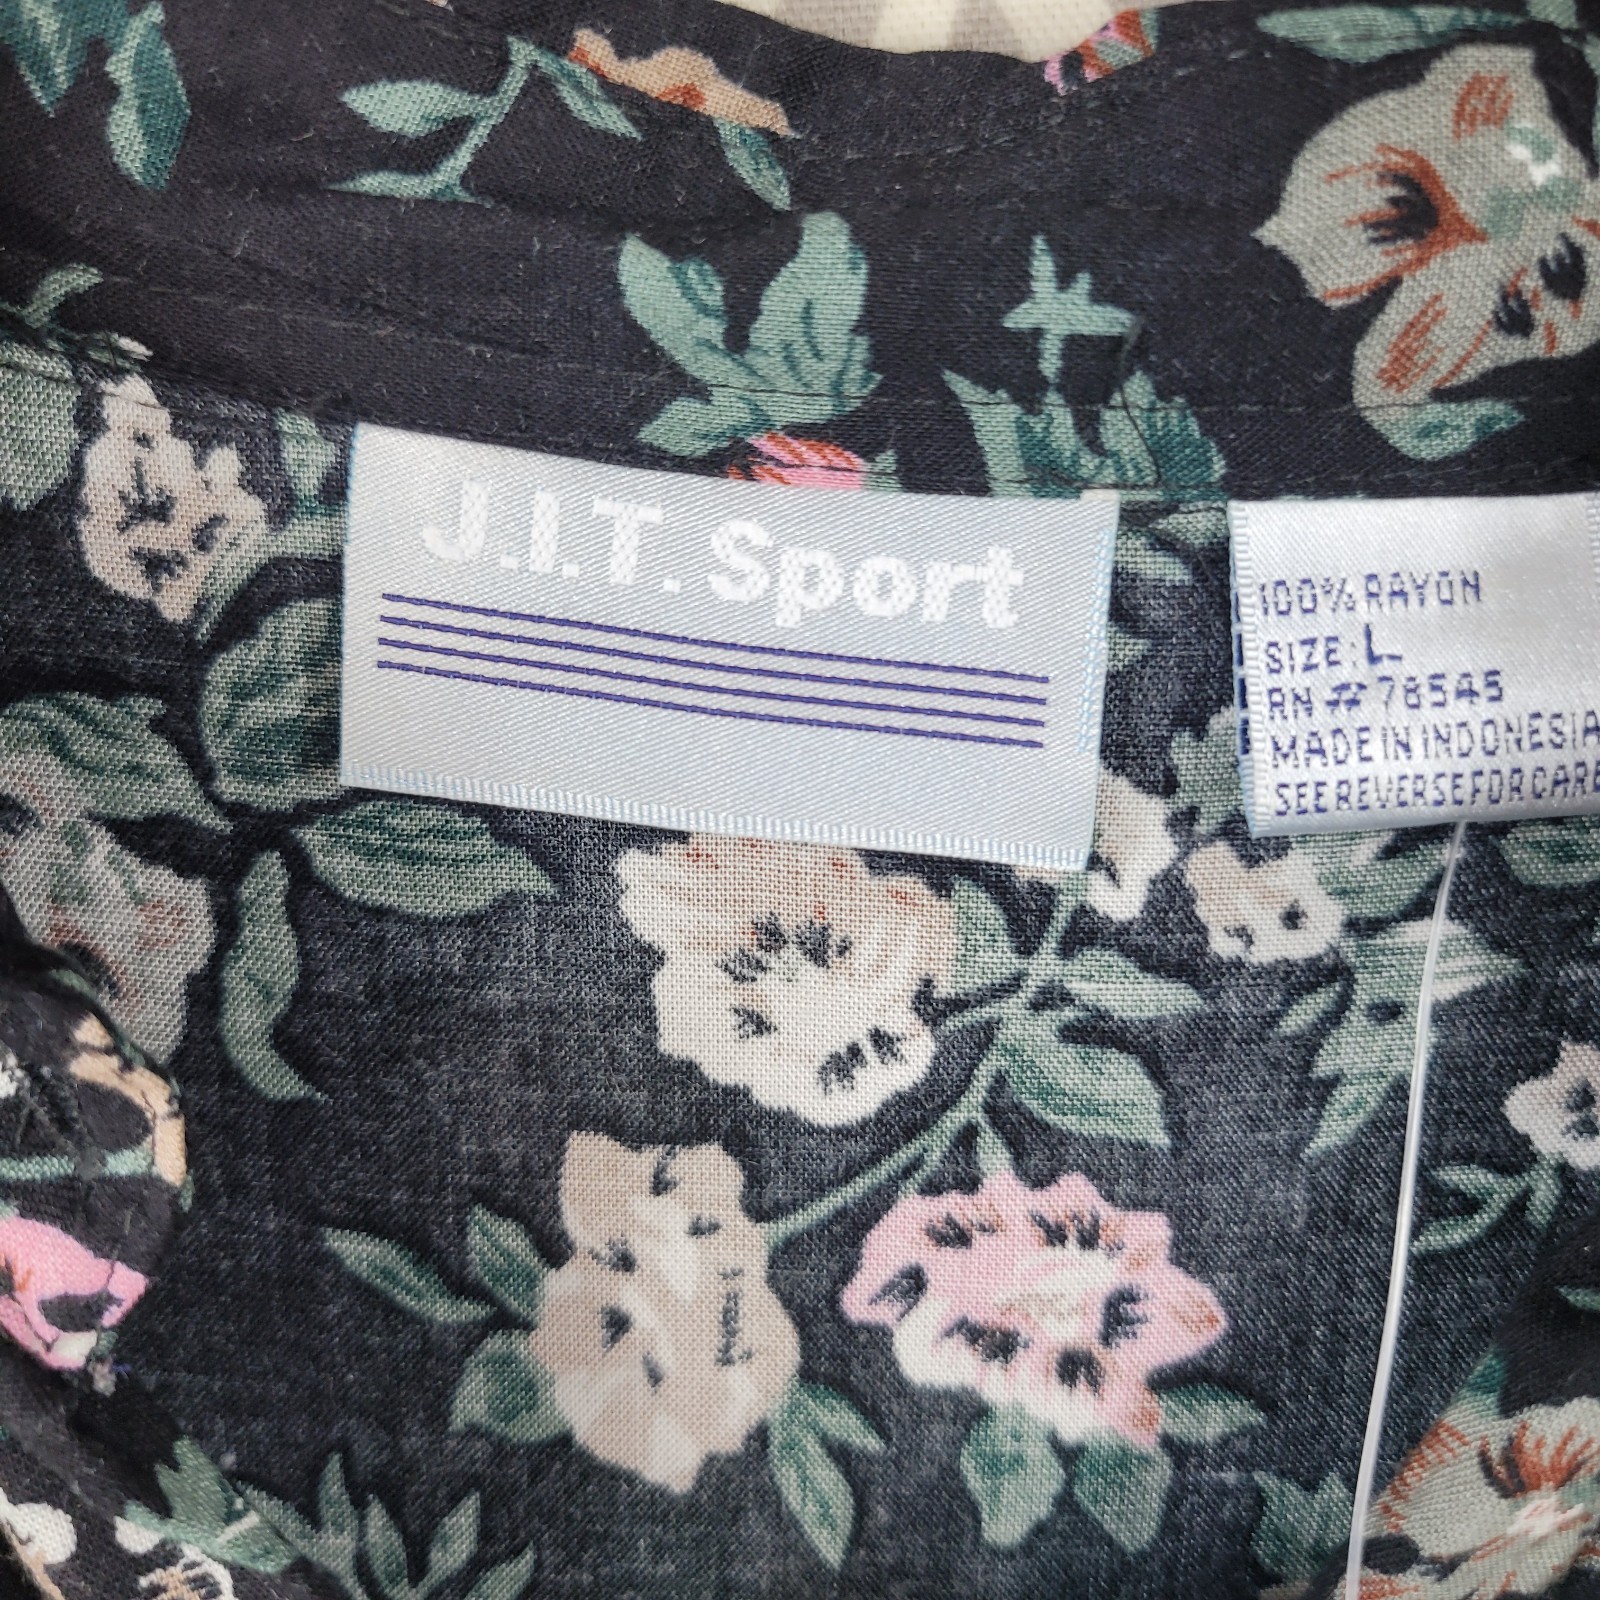 J.I.T. Sport
100% RAYON
SIZE: L
RN # 78545
MADE IN INDONESIA
SEE REVERSE FOR CARE